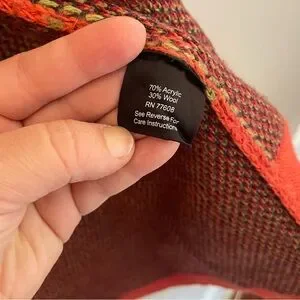 70% Acrylic
30% Wool
RN 77608
See Reverse For
Care Instructions